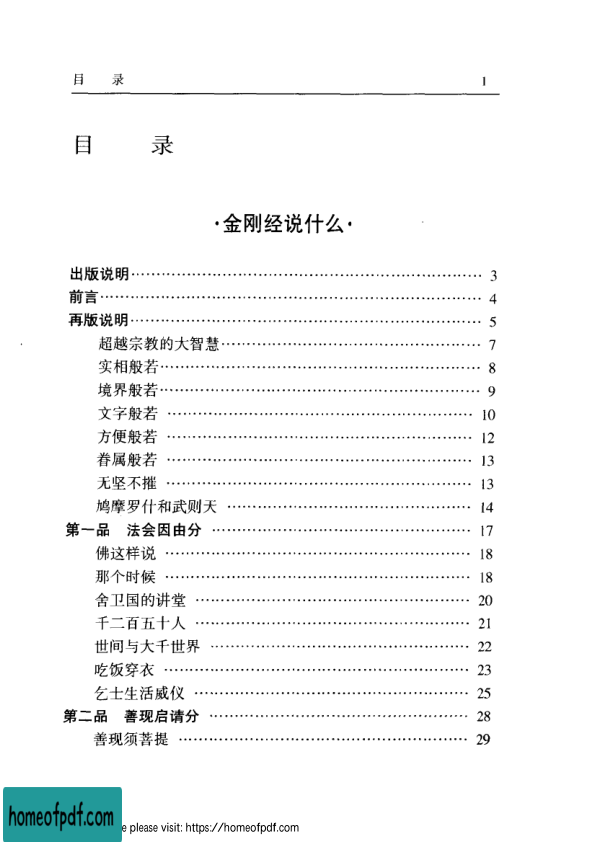 目 录 1
目 录
·金刚经说什么·
出版说明 3
前言 4
再版说明 5
超越宗教的大智慧 7
实相般若 8
境界般若 9
文字般若 10
方便般若 12
眷属般若 13
无坚不摧 13
鸠摩罗什和武则天 14
第一品 法会因由分 17
佛这样说 18
那个时候 18
舍卫国的讲堂 20
千二百五十人 21
世间与大千世界 22
吃饭穿衣 23
乞士生活威仪 25
第二品 善现启请分 28
善现须菩提 29
homeofpdf.com
e please visit: https://homeofpdf.com